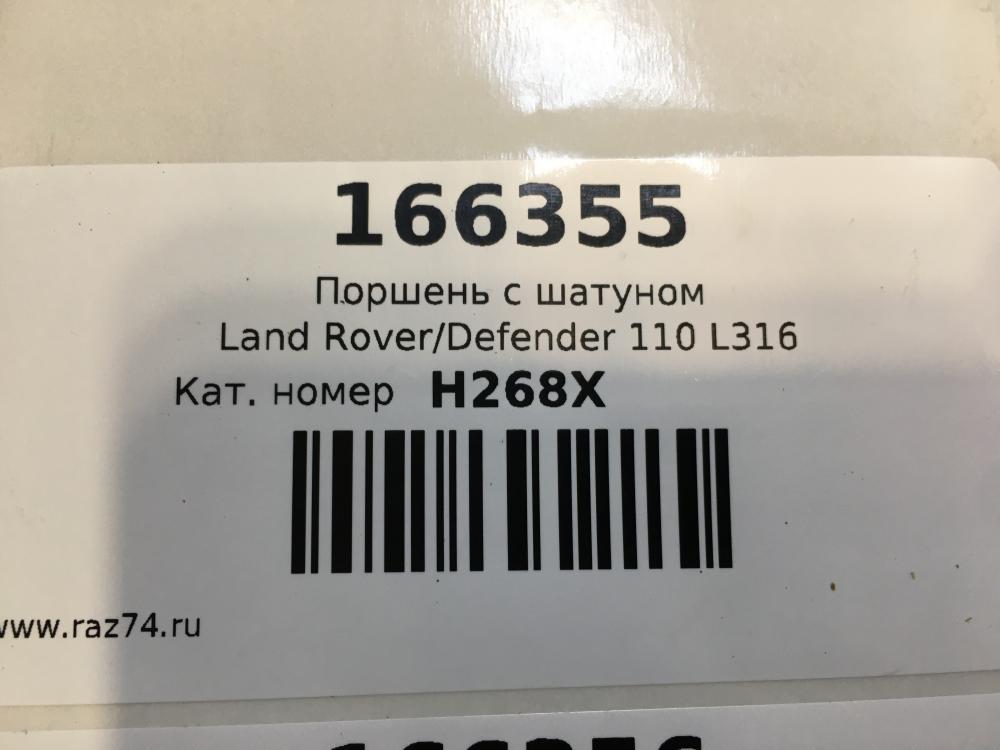 166355
Поршень с шатуном
Land Rover/Defender 110 L316
Кат. номер H268X
www.raz74.ru